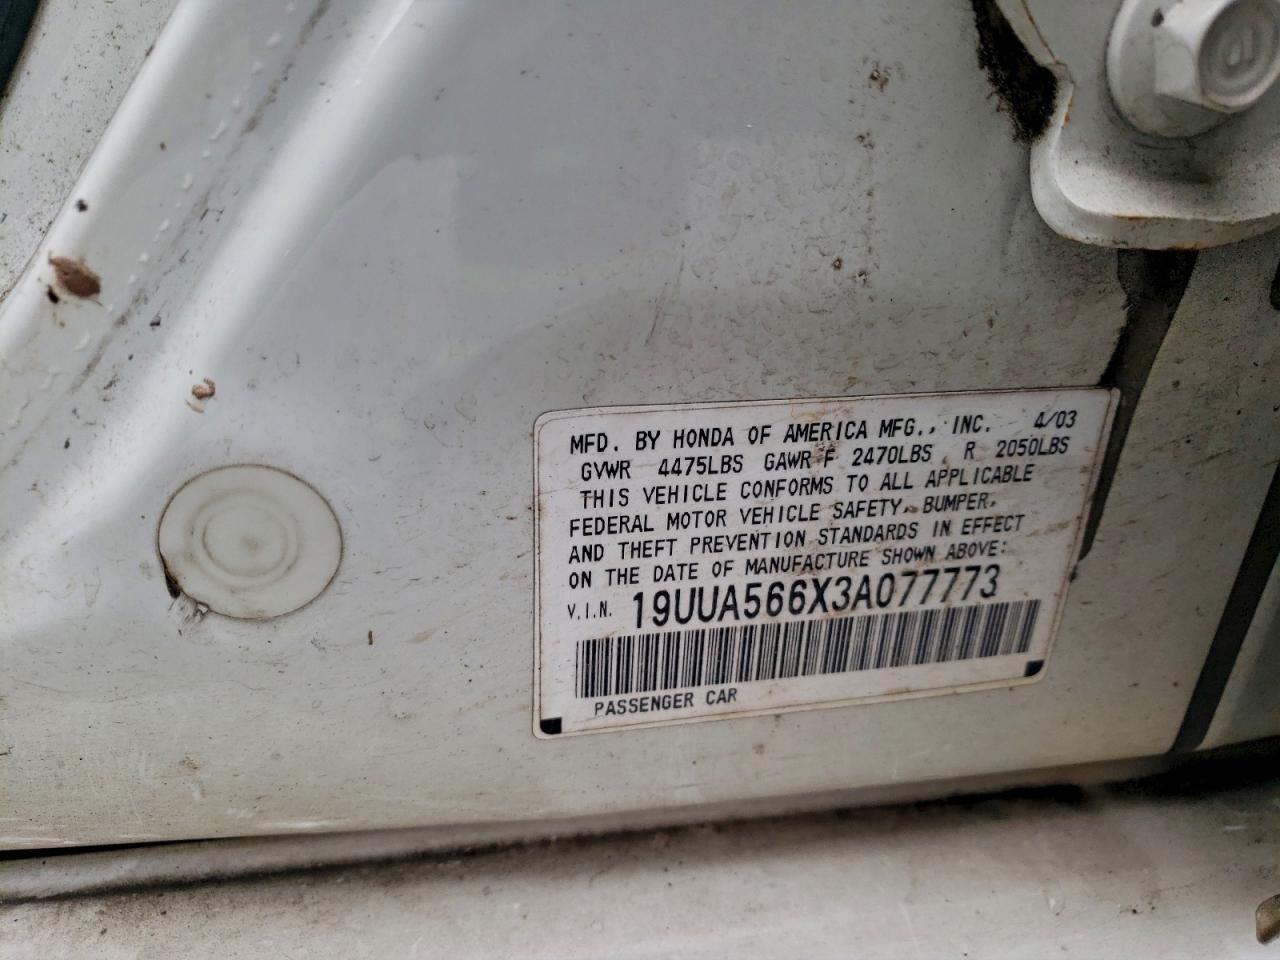 MFD. BY HONDA OF AMERICA MFG., INC. 4/03
GVWR 4475LBS GAWR F 2470LBS R 2050LBS
THIS VEHICLE CONFORMS TO ALL APPLICABLE
FEDERAL MOTOR VEHICLE SAFETY, BUMPER,
AND THEFT PREVENTION STANDARDS IN EFFECT
ON THE DATE OF MANUFACTURE SHOWN ABOVE:
V.I.N. 19UUA566X3A077773
PASSENGER CAR